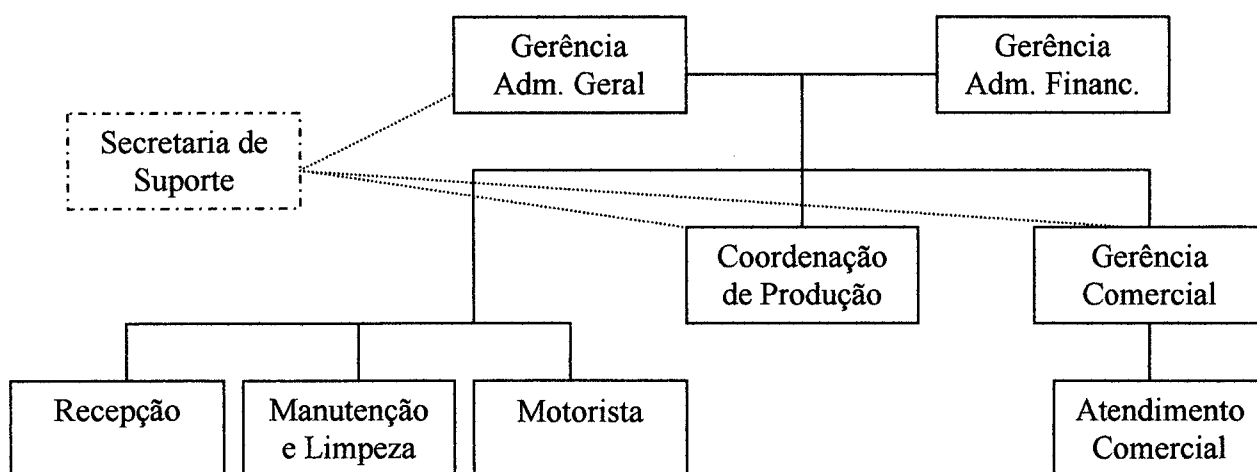 Gerência
Adm. Geral
Gerência
Adm. Financ.
Secretaria de
Suporte
Coordenação
de Produção
Gerência
Comercial
Recepção
Manutenção
e Limpeza
Motorista
Atendimento
Comercial